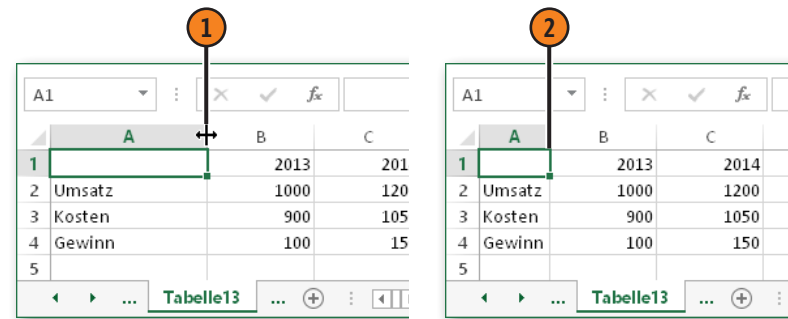 1
2
A1
fx
A B C
1 2013 201
2 Umsatz 1000 120
3 Kosten 900 105
4 Gewinn 100 15
5
... Tabelle13 ...
A1
fx
A B C
1 2013 2014
2 Umsatz 1000 1200
3 Kosten 900 1050
4 Gewinn 100 150
5
... Tabelle13 ...